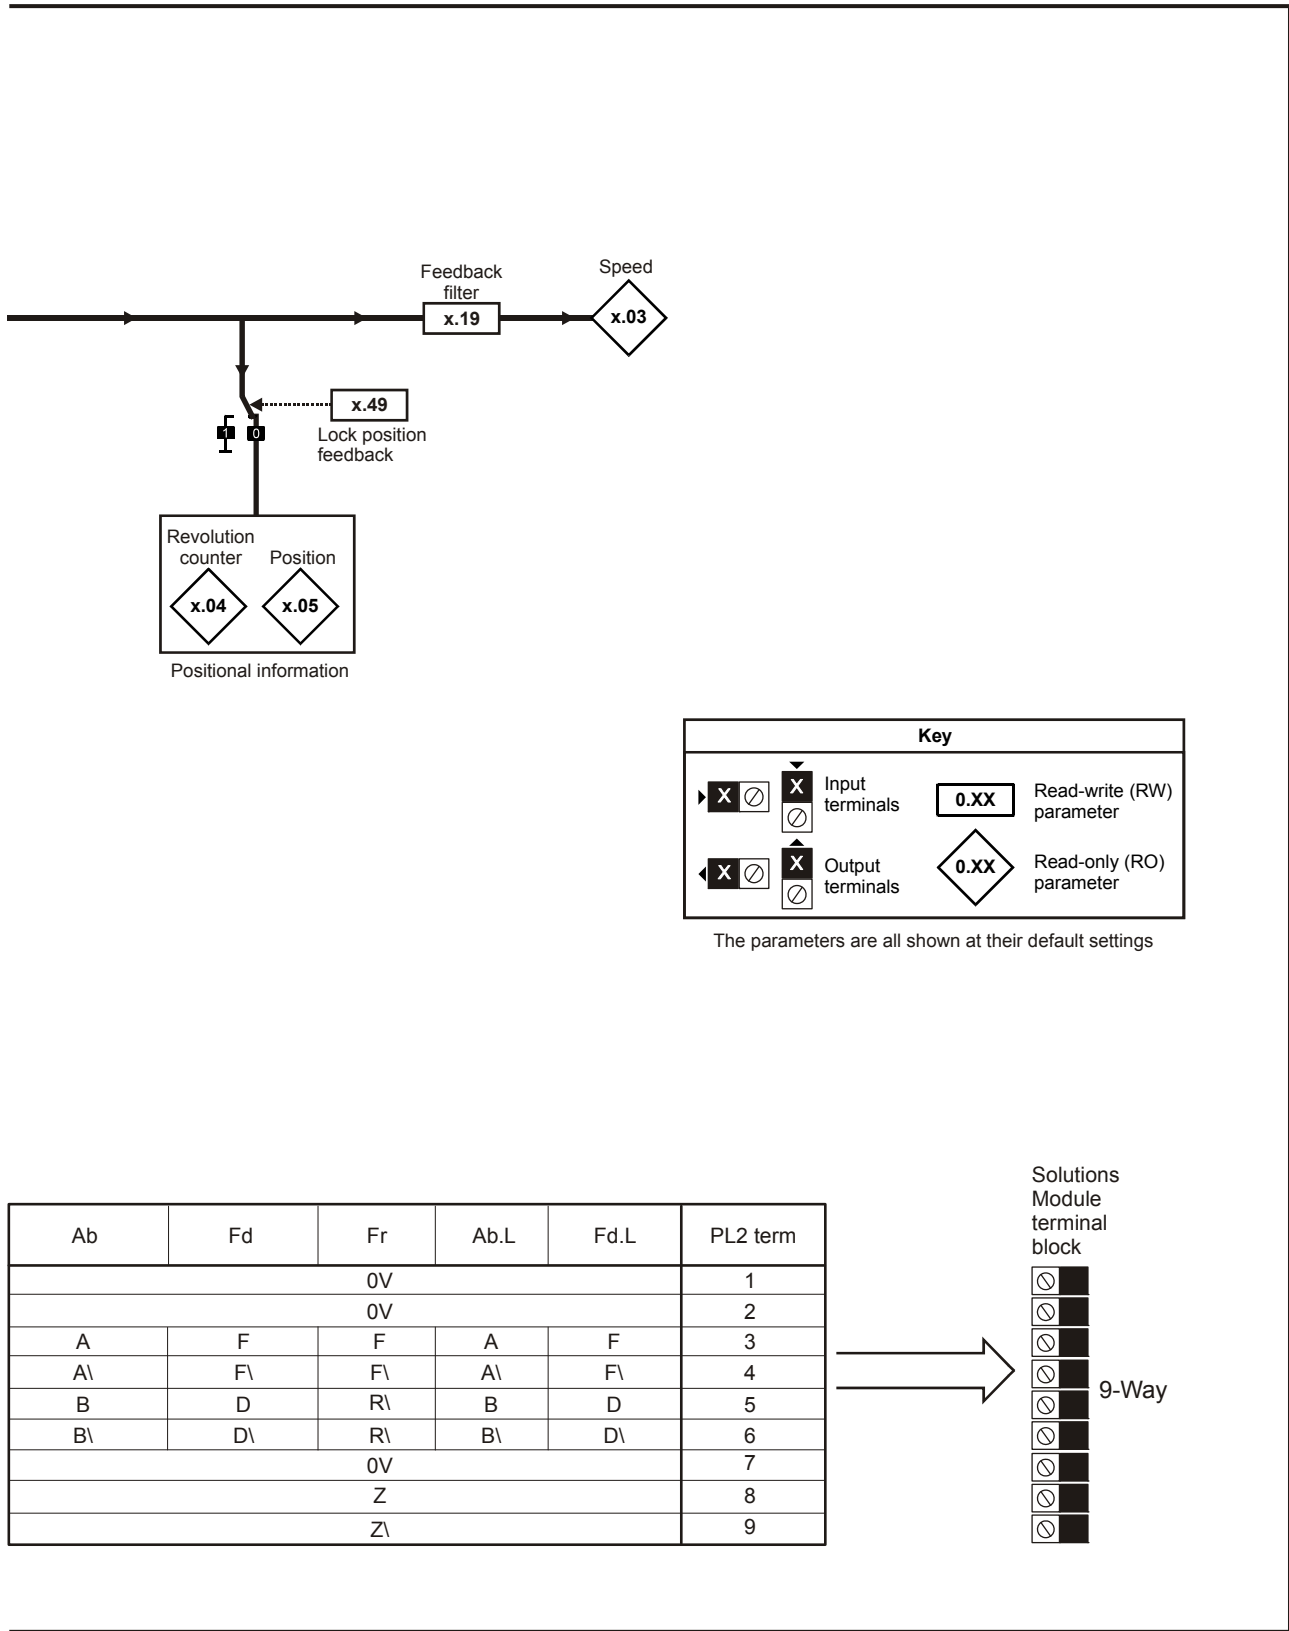 Feedback
filter
Speed
x.19
x.03
x.49
1 0
Lock position
feedback
Revolution
counter
Position
x.04
x.05
Positional information
Key
X
X
Input
terminals
0.XX
Read-write (RW)
parameter
X
X
Output
terminals
0.XX
Read-only (RO)
parameter
The parameters are all shown at their default settings
Solutions
Module
terminal
block
Ab Fd Fr Ab.L Fd.L PL2 term
0V 1
0V 2
A F F A F 3
A\ F\ F\ A\ F\ 4
B D R\ B D 5
B\ D\ R\ B\ D\ 6
0V 7
Z 8
Z\ 9
9-Way